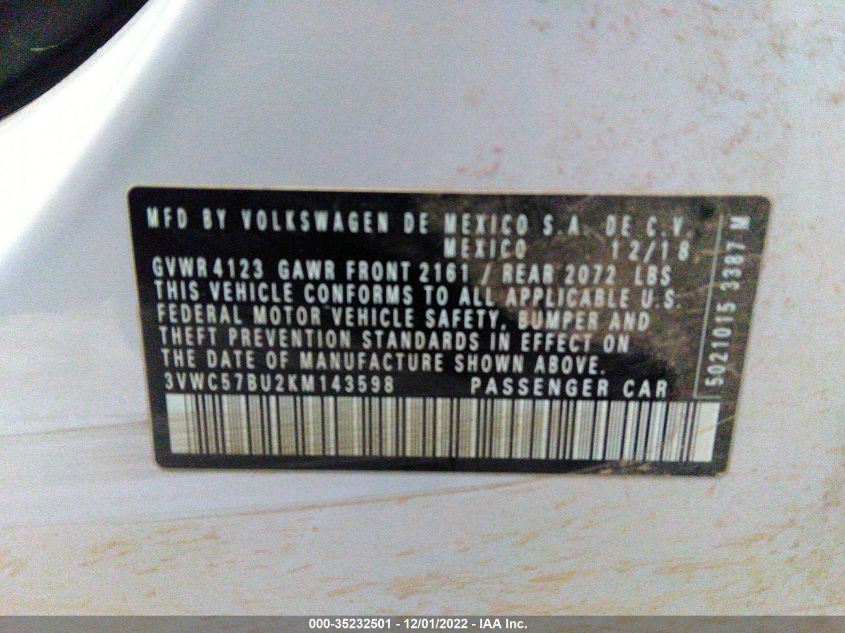 MFD BY VOLKSWAGEN DE MEXICO S.A. DE C.V.
MEXICO 12/18
GVWR 4123 GAWR FRONT 2161 / REAR 2072 LBS
THIS VEHICLE CONFORMS TO ALL APPLICABLE U.S.
FEDERAL MOTOR VEHICLE SAFETY, BUMPER AND
THEFT PREVENTION STANDARDS IN EFFECT ON
THE DATE OF MANUFACTURE SHOWN ABOVE.
3VWC57BU2KM143598 PASSENGER CAR
5021015 3387 M
000-35232501 - 12/01/2022 - IAA Inc.